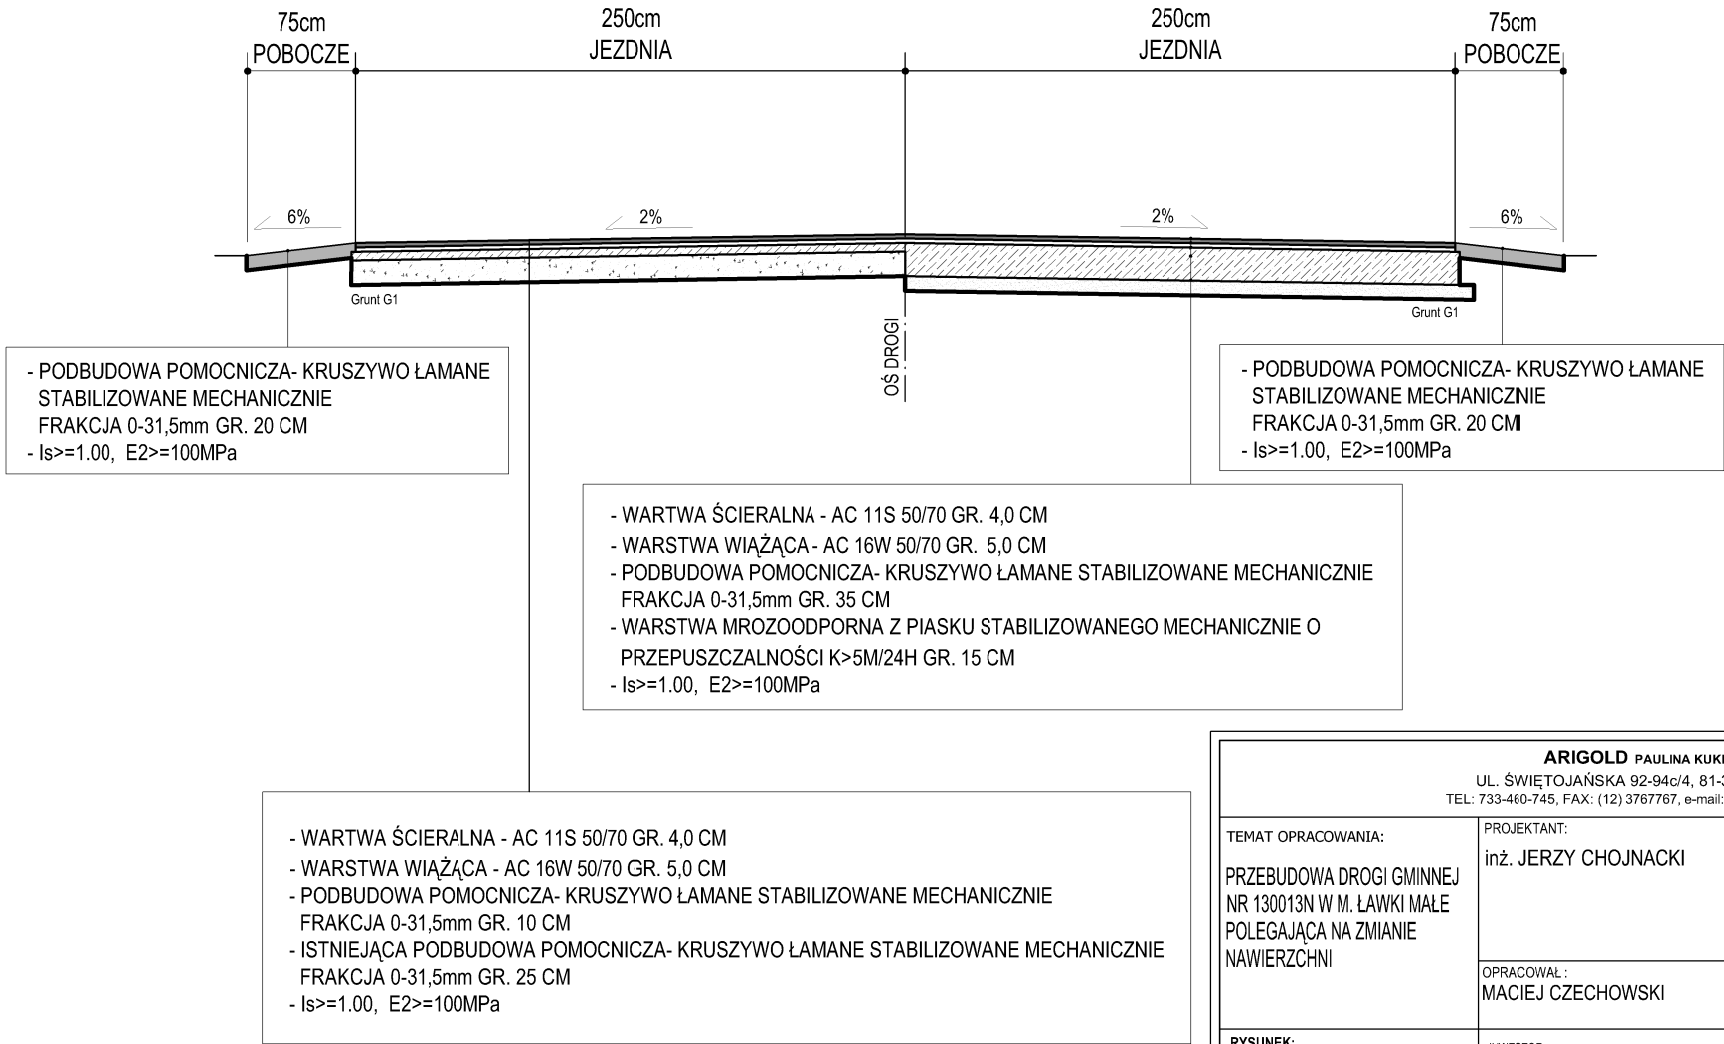 75cm
POBOCZE
250cm
JEZDNIA
250cm
JEZDNIA
75cm
POBOCZE
6%
2%
2%
6%
Grunt G1
Grunt G1
OŚ DROGI
- PODBUDOWA POMOCNICZA- KRUSZYWO ŁAMANE
STABILIZOWANE MECHANICZNIE
FRAKCJA 0-31,5mm GR. 20 CM
- Is>=1.00, E2>=100MPa
- PODBUDOWA POMOCNICZA- KRUSZYWO ŁAMANE
STABILIZOWANE MECHANICZNIE
FRAKCJA 0-31,5mm GR. 20 CM
- Is>=1.00, E2>=100MPa
- WARTWA ŚCIERALNA - AC 11S 50/70 GR. 4,0 CM
- WARSTWA WIĄŻĄCA - AC 16W 50/70 GR. 5,0 CM
- PODBUDOWA POMOCNICZA- KRUSZYWO ŁAMANE STABILIZOWANE MECHANICZNIE
FRAKCJA 0-31,5mm GR. 35 CM
- WARSTWA MROZOODPORNA Z PIASKU STABILIZOWANEGO MECHANICZNIE O
PRZEPUSZCZALNOŚCI K>5M/24H GR. 15 CM
- Is>=1.00, E2>=100MPa
- WARTWA ŚCIERALNA - AC 11S 50/70 GR. 4,0 CM
- WARSTWA WIĄŻĄCA - AC 16W 50/70 GR. 5,0 CM
- PODBUDOWA POMOCNICZA- KRUSZYWO ŁAMANE STABILIZOWANE MECHANICZNIE
FRAKCJA 0-31,5mm GR. 10 CM
- ISTNIEJĄCA PODBUDOWA POMOCNICZA- KRUSZYWO ŁAMANE STABILIZOWANE MECHANICZNIE
FRAKCJA 0-31,5mm GR. 25 CM
- Is>=1.00, E2>=100MPa
ARIGOLD PAULINA
UL. ŚWIĘTOJAŃSKA 92-94c/4,
TEL: 733-460-745, FAX: (12) 3767767, e-mail:
TEMAT OPRACOWANIA:
PRZEBUDOWA DROGI GMINNEJ
NR 130013N W M. ŁAWKI MAŁE
POLEGAJĄCA NA ZMIANIE
NAWIERZCHNI
PROJEKTANT:
inż. JERZY CHOJNACKI
OPRACOWAŁ:
MACIEJ CZECHOWSKI
RYSUNEK: